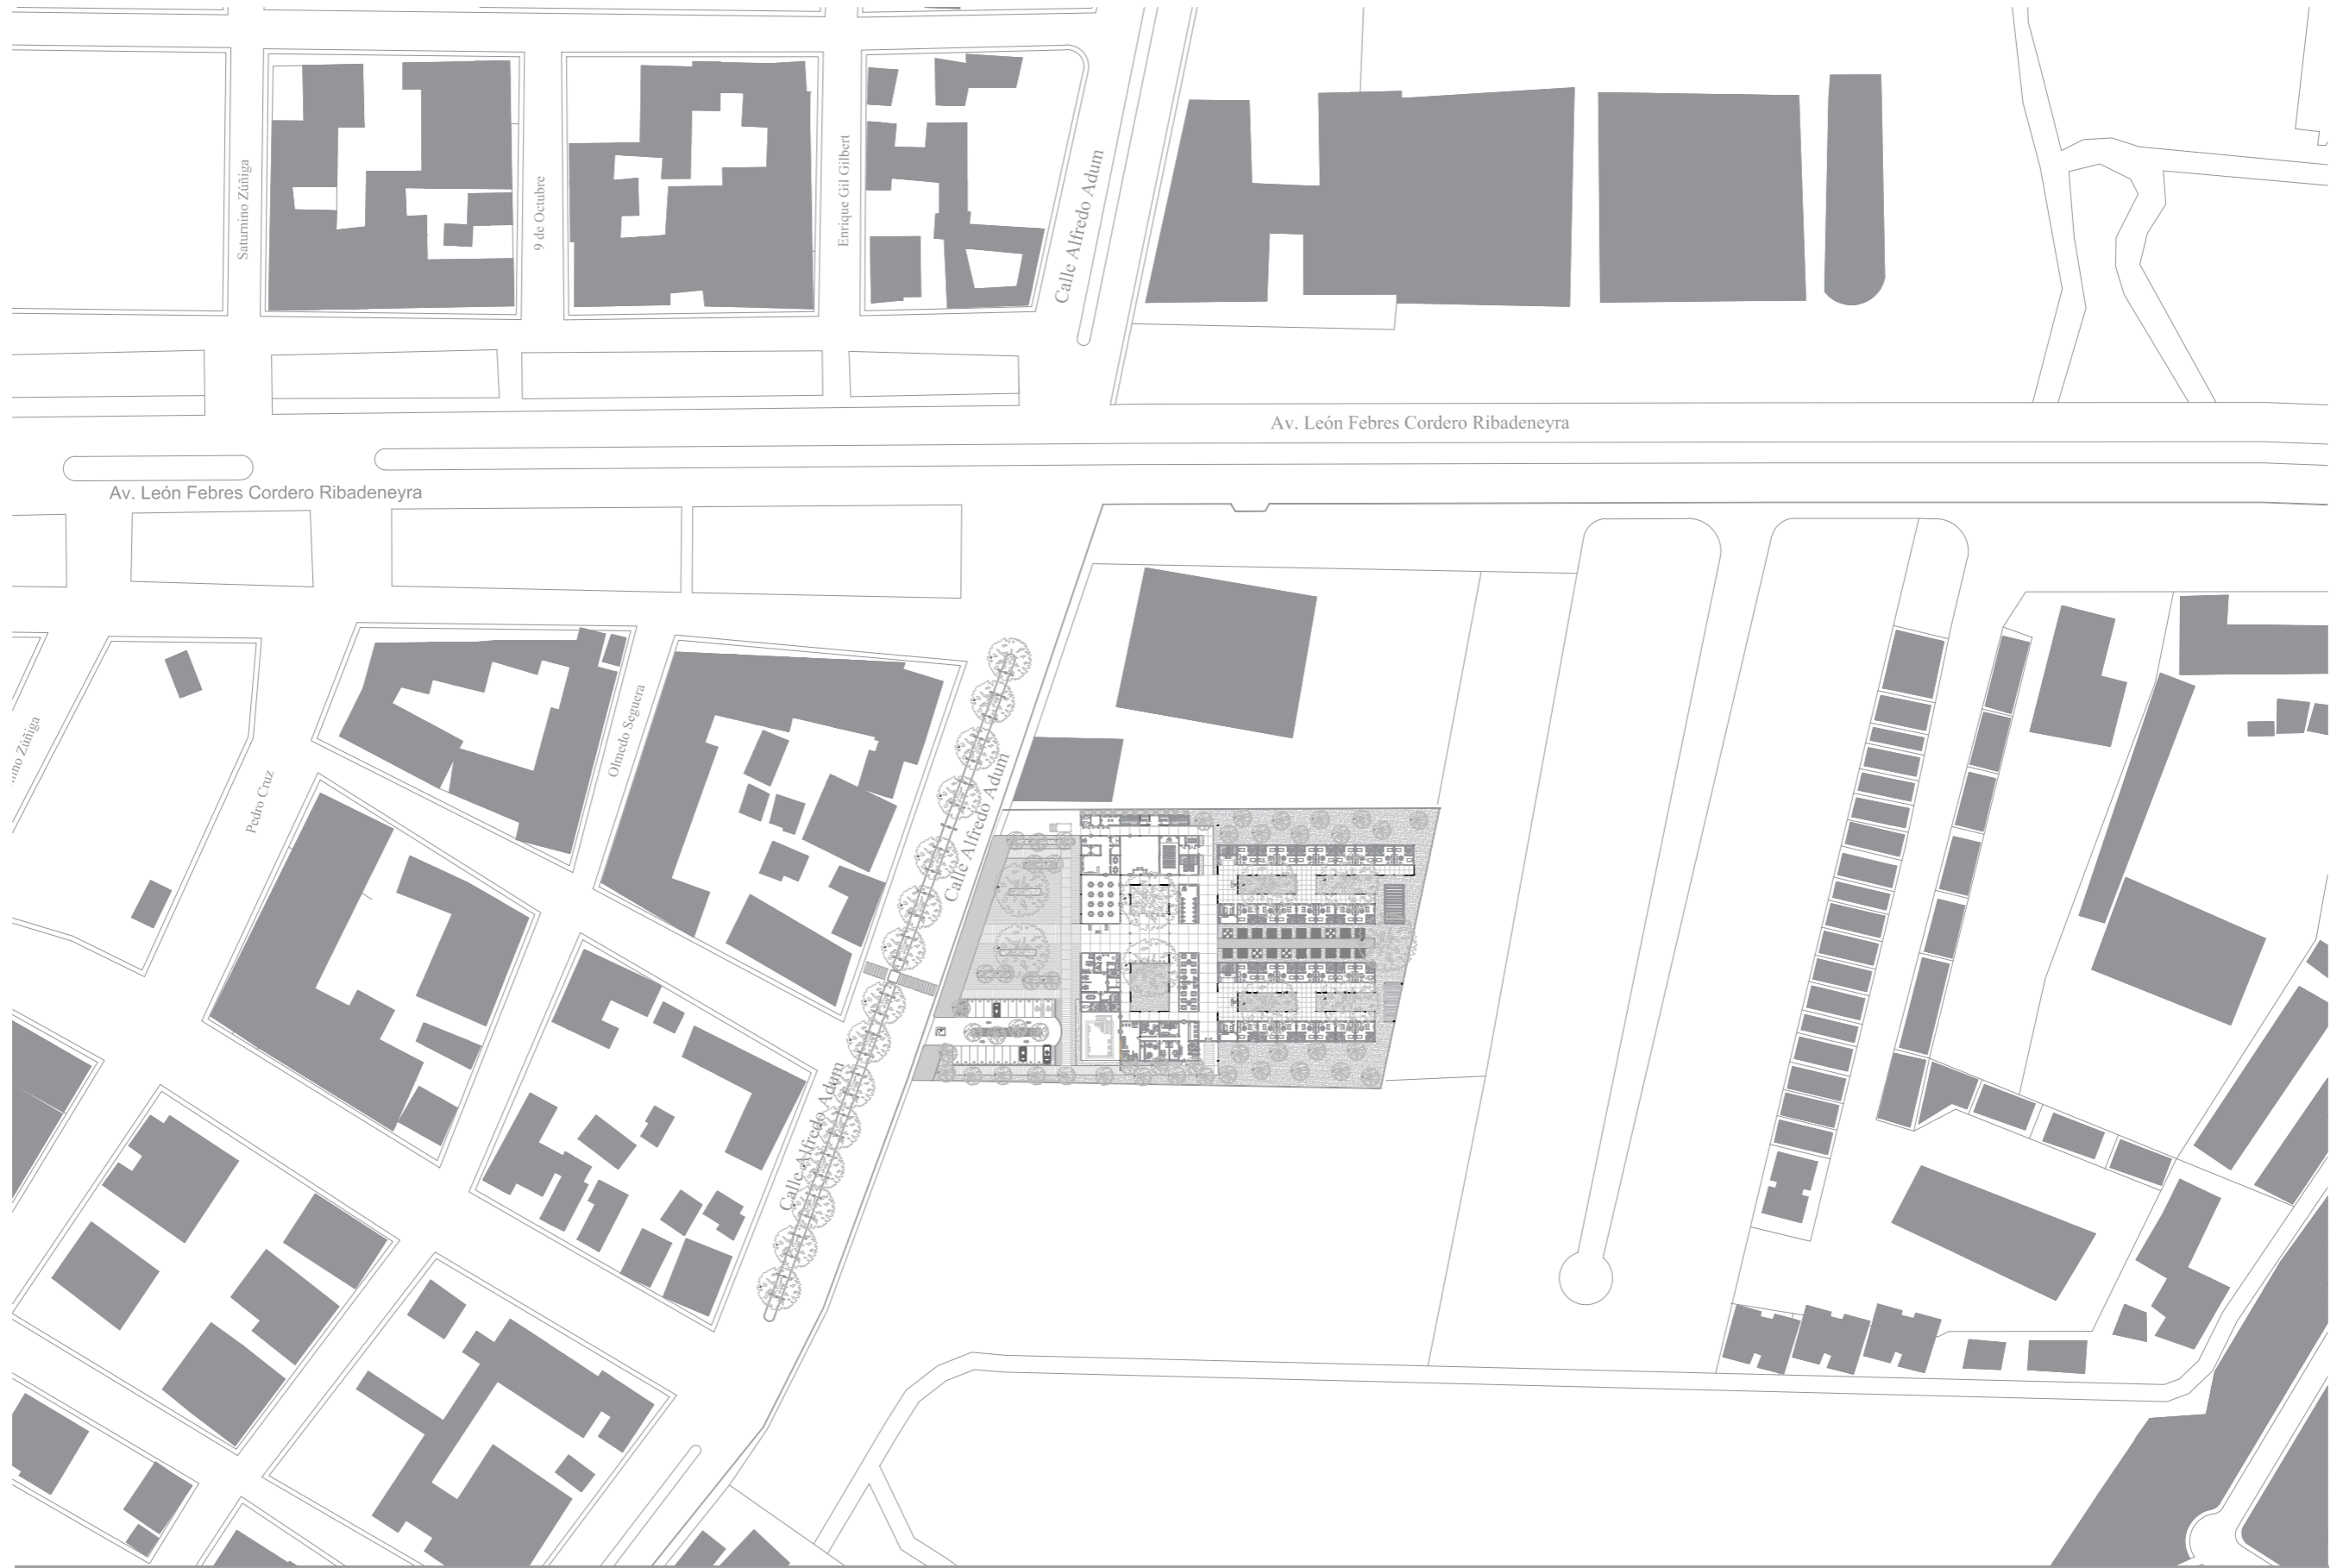 Saturnino Zúñiga
9 de Octubre
Enrique Gil Gilbert
Calle Alfredo Adum
Av. León Febres Cordero Ribadeneyra
Av. León Febres Cordero Ribadeneyra
Zúñiga
Pedro Cruz
Olmedo Seguera
Calle Alfredo Adum
Calle Alfredo Adum